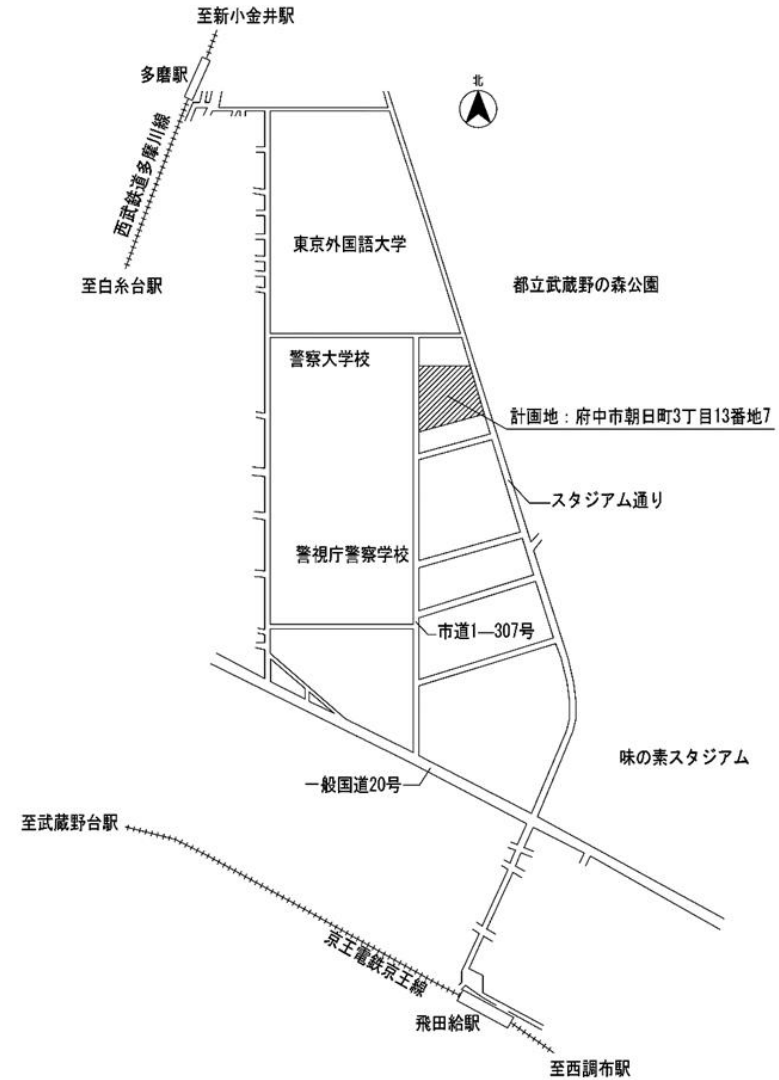 至新小金井駅
多磨駅
北
西武鉄道多摩川線
東京外国語大学
至白糸台駅
都立武蔵野の森公園
警察大学校
計画地：府中市朝日町3丁目13番地7
スタジアム通り
警視庁警察学校
市道1―307号
味の素スタジアム
一般国道20号
至武蔵野台駅
京王電鉄京王線
飛田給駅
至西調布駅